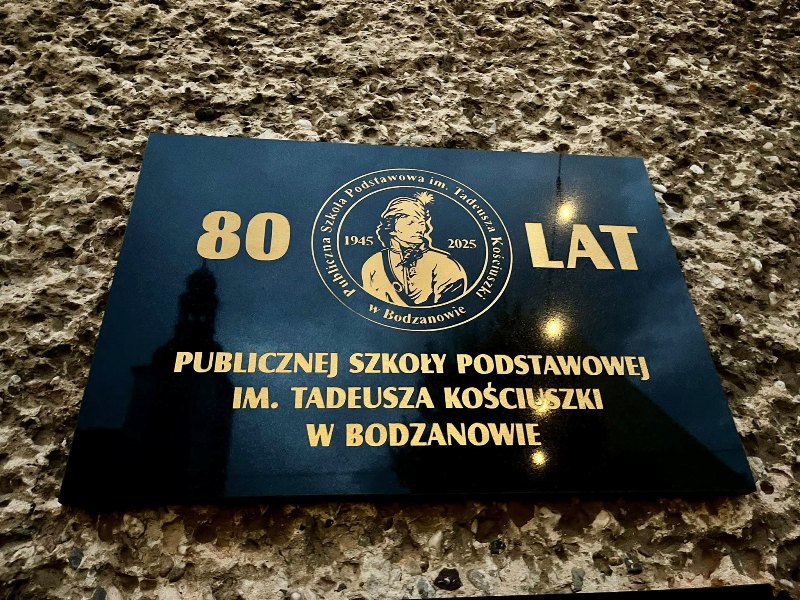 80 LAT
Publiczna Szkoła Podstawowa im. Tadeusza Kościuszki
w Bodzanowie
1945 2025
PUBLICZNEJ SZKOŁY PODSTAWOWEJ
IM. TADEUSZA KOŚCIUSZKI
W BODZANOWIE